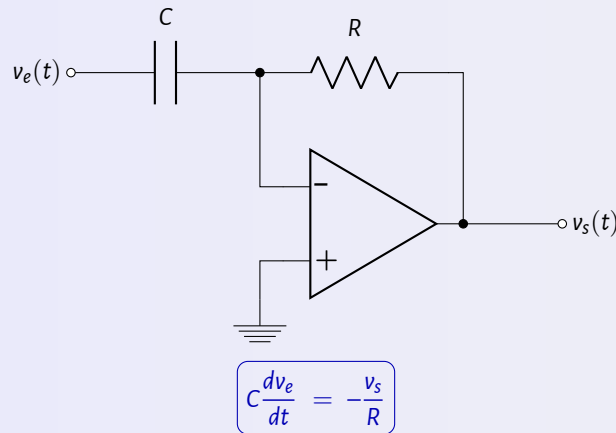 C
R
v_e(t)
−
+
v_s(t)
C dv_e/dt = − v_s/R